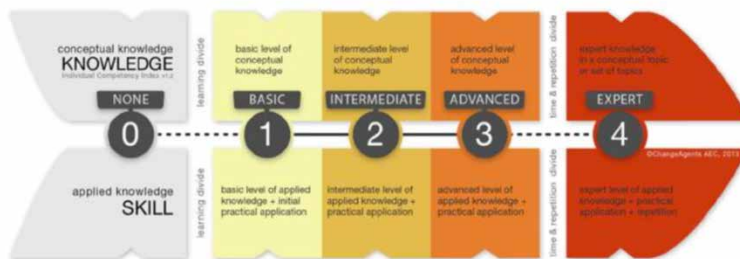 conceptual knowledge
KNOWLEDGE
Individual Competency Index v1.2
learning divide
basic level of
conceptual
knowledge
intermediate level
of conceptual
knowledge
advanced level
of conceptual
knowledge
time & repetition divide
expert knowledge
in a conceptual topic
or set of topics
NONE
BASIC
INTERMEDIATE
ADVANCED
EXPERT
0
1
2
3
4
©ChangeAgents AEC, 2013
applied knowledge
SKILL
learning divide
basic level of applied
knowledge + initial
practical application
intermediate level of
applied knowledge +
practical application
advanced level of
applied knowledge +
practical application
time & repetition divide
expert level of applied
knowledge + practical
application + repetition